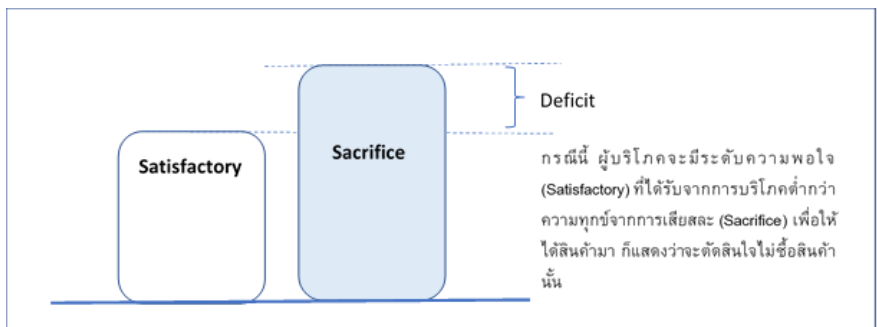 Deficit
Sacrifice
Satisfactory
กรณีนี้ ผู้บริโภคจะมีระดับความพอใจ
(Satisfactory) ที่ได้รับจากการบริโภคต่ำกว่า
ความทุกข์จากการเสียสละ (Sacrifice) เพื่อให้
ได้สินค้ามา ก็แสดงว่าจะตัดสินใจไม่ซื้อสินค้า
นั้น